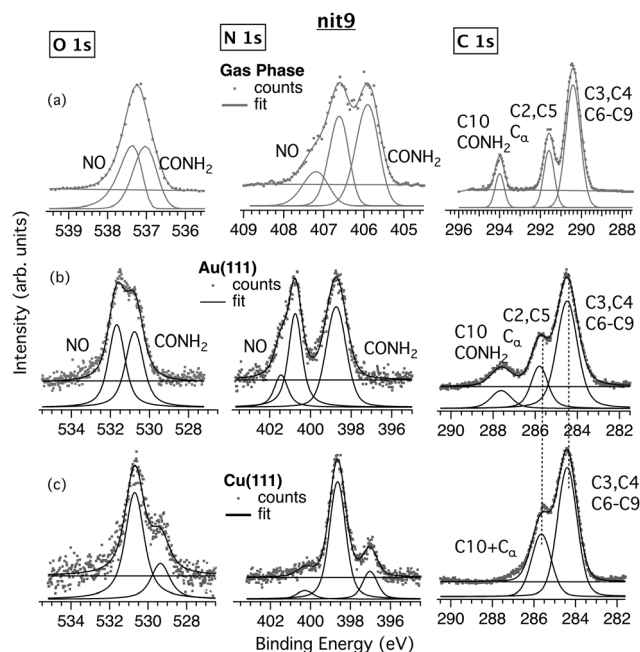 nit9
O 1s
N 1s
C 1s
Gas Phase
counts
fit
(a)
NO
CONH2
NO
CONH2
C10
CONH2
C2,C5
Cα
C3,C4
C6-C9
539 538 537 536
409 408 407 406 405 404
296 294 292 290 288
Intensity (arb. units)
(b)
Au(111)
counts
fit
NO
CONH2
NO
CONH2
C10
CONH2
C2,C5
Cα
C3,C4
C6-C9
534 532 530 528
402 400 398 396
290 288 286 284 282
(c)
Cu(111)
counts
fit
C10+Cα
C3,C4
C6-C9
534 532 530 528
402 400 398 396
290 288 286 284 282
Binding Energy (eV)